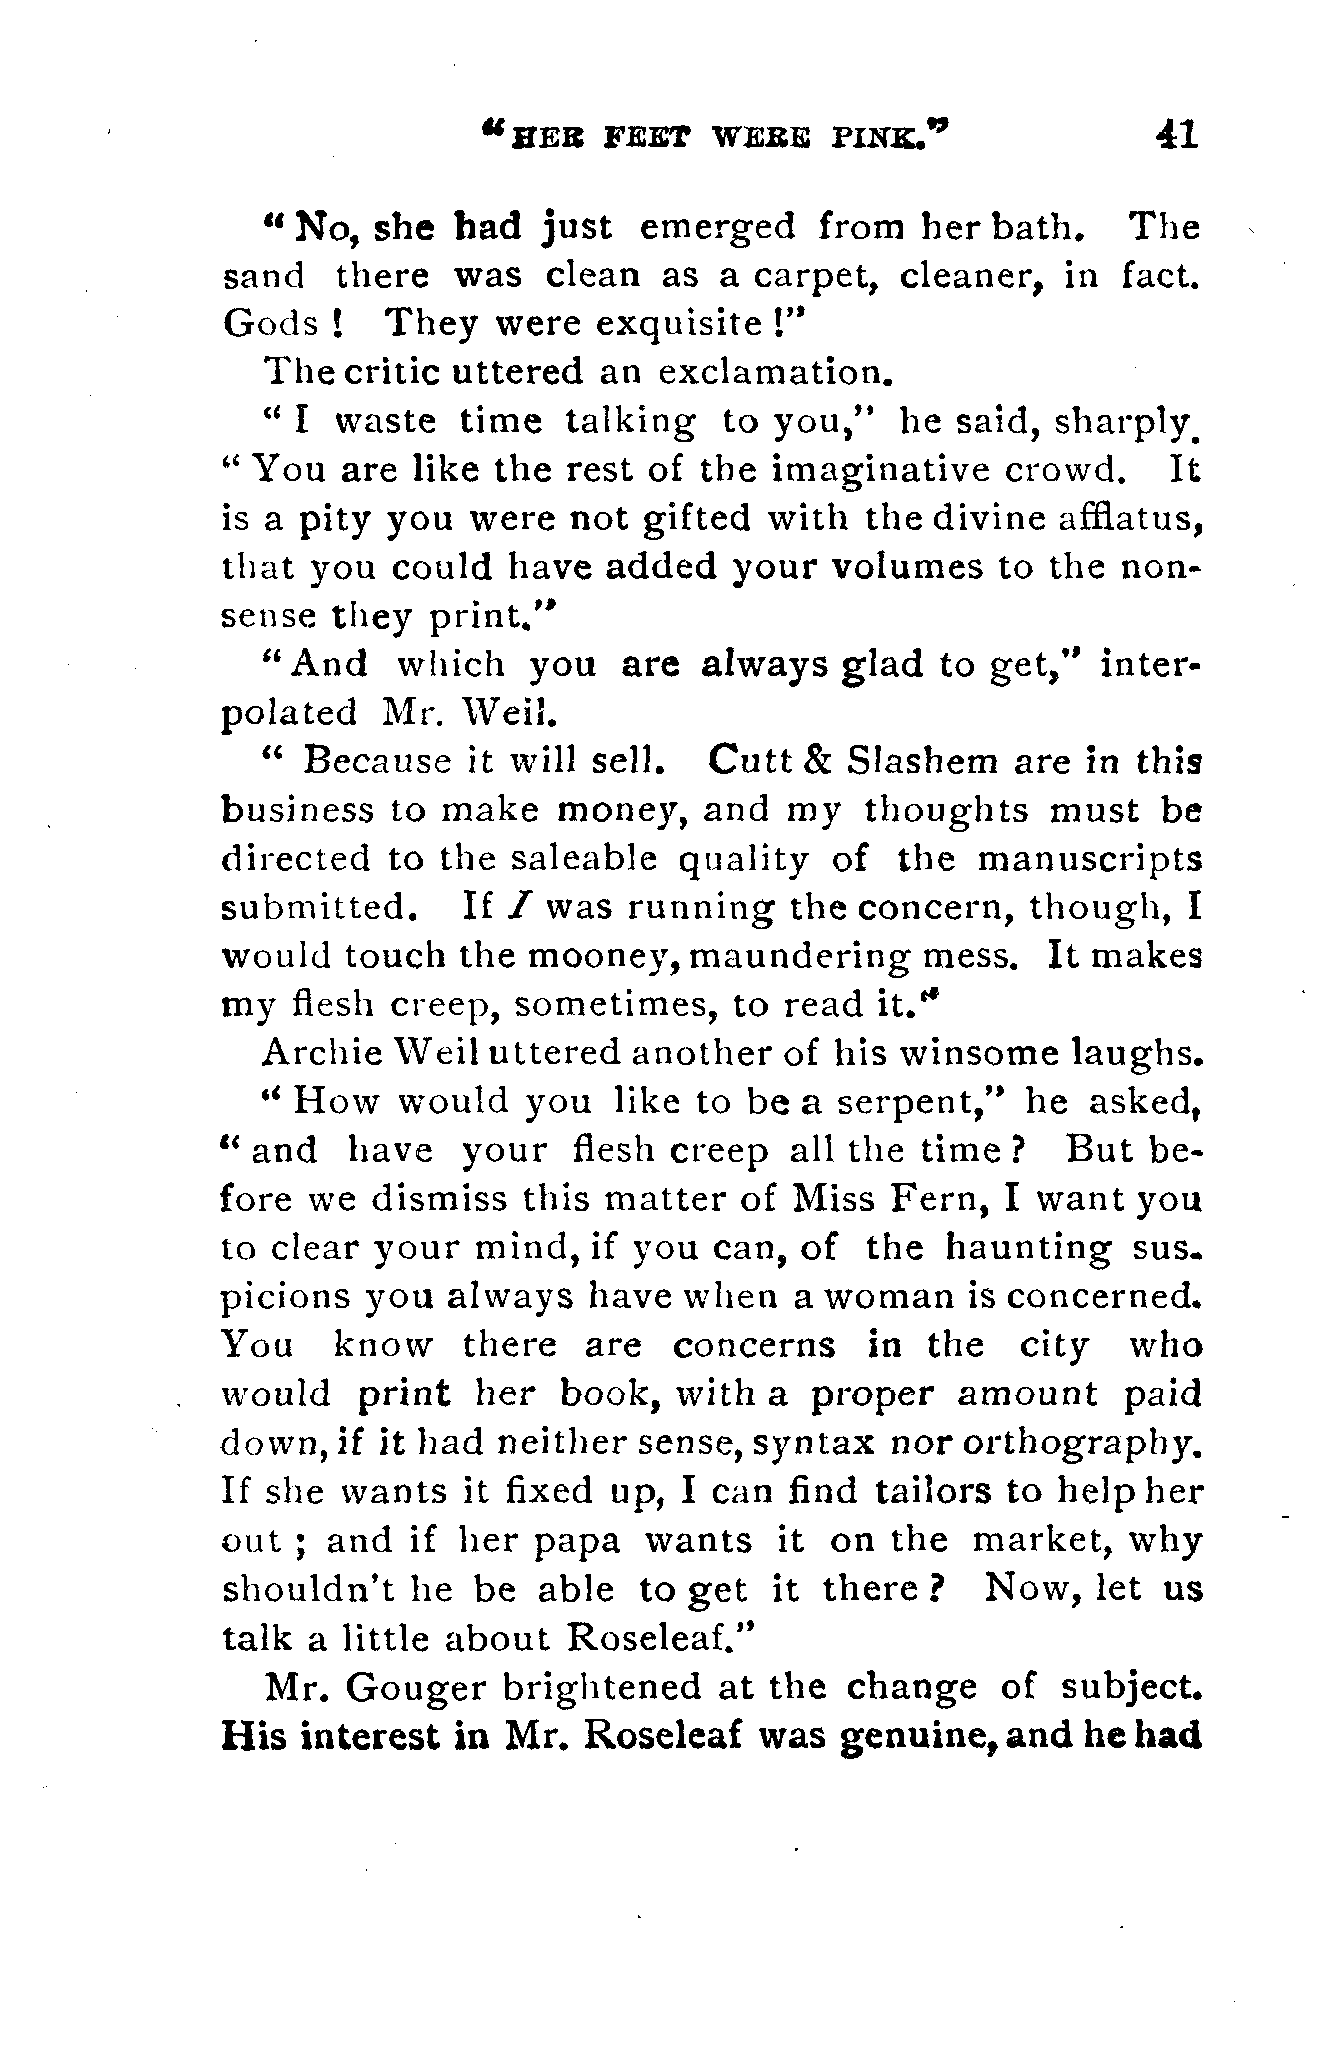 "HER FEET WERE PINK." 41
"No, she had just emerged from her bath. The
sand there was clean as a carpet, cleaner, in fact.
Gods! They were exquisite!"
The critic uttered an exclamation.
"I waste time talking to you," he said, sharply.
"You are like the rest of the imaginative crowd. It
is a pity you were not gifted with the divine afflatus,
that you could have added your volumes to the non-
sense they print."
"And which you are always glad to get," inter-
polated Mr. Weil.
"Because it will sell. Cutt & Slashem are in this
business to make money, and my thoughts must be
directed to the saleable quality of the manuscripts
submitted. If I was running the concern, though, I
would touch the mooney, maundering mess. It makes
my flesh creep, sometimes, to read it."
Archie Weil uttered another of his winsome laughs.
"How would you like to be a serpent," he asked,
"and have your flesh creep all the time? But be-
fore we dismiss this matter of Miss Fern, I want you
to clear your mind, if you can, of the haunting sus-
picions you always have when a woman is concerned.
You know there are concerns in the city who
would print her book, with a proper amount paid
down, if it had neither sense, syntax nor orthography.
If she wants it fixed up, I can find tailors to help her
out; and if her papa wants it on the market, why
shouldn't he be able to get it there? Now, let us
talk a little about Roseleaf."
Mr. Gouger brightened at the change of subject.
His interest in Mr. Roseleaf was genuine, and he had